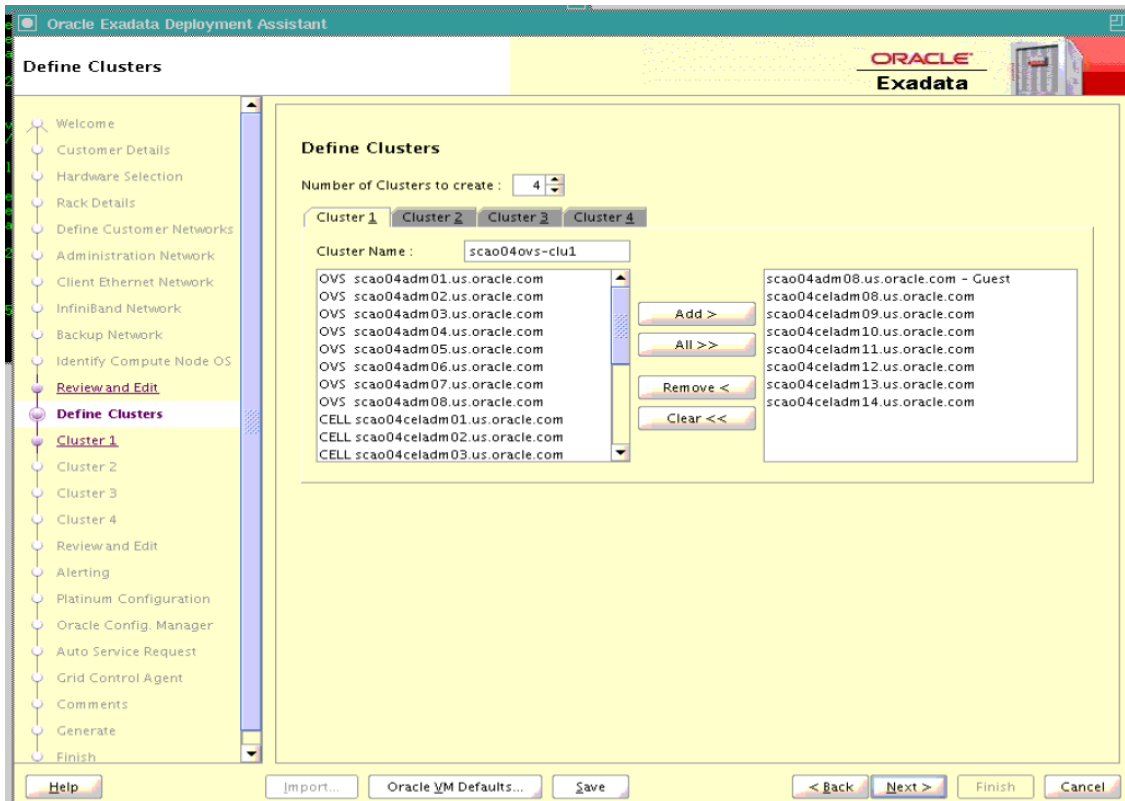 Oracle Exadata Deployment Assistant
Define Clusters
ORACLE
Exadata
Welcome
Customer Details
Hardware Selection
Rack Details
Define Customer Networks
Administration Network
Client Ethernet Network
InfiniBand Network
Backup Network
Identify Compute Node OS
Review and Edit
Define Clusters
Cluster 1
Cluster 2
Cluster 3
Cluster 4
Review and Edit
Alerting
Platinum Configuration
Oracle Config. Manager
Auto Service Request
Grid Control Agent
Comments
Generate
Finish
Define Clusters
Number of Clusters to create : 4
Cluster 1 Cluster 2 Cluster 3 Cluster 4
Cluster Name : scao04ovs-clu1
OVS scao04adm01.us.oracle.com
OVS scao04adm02.us.oracle.com
OVS scao04adm03.us.oracle.com
OVS scao04adm04.us.oracle.com
OVS scao04adm05.us.oracle.com
OVS scao04adm06.us.oracle.com
OVS scao04adm07.us.oracle.com
OVS scao04adm08.us.oracle.com
CELL scao04celadm01.us.oracle.com
CELL scao04celadm02.us.oracle.com
CELL scao04celadm03.us.oracle.com
Add >
All >>
Remove <
Clear <<
scao04adm08.us.oracle.com - Guest
scao04celadm08.us.oracle.com
scao04celadm09.us.oracle.com
scao04celadm10.us.oracle.com
scao04celadm11.us.oracle.com
scao04celadm12.us.oracle.com
scao04celadm13.us.oracle.com
scao04celadm14.us.oracle.com
Help Import... Oracle VM Defaults... Save < Back Next > Finish Cancel